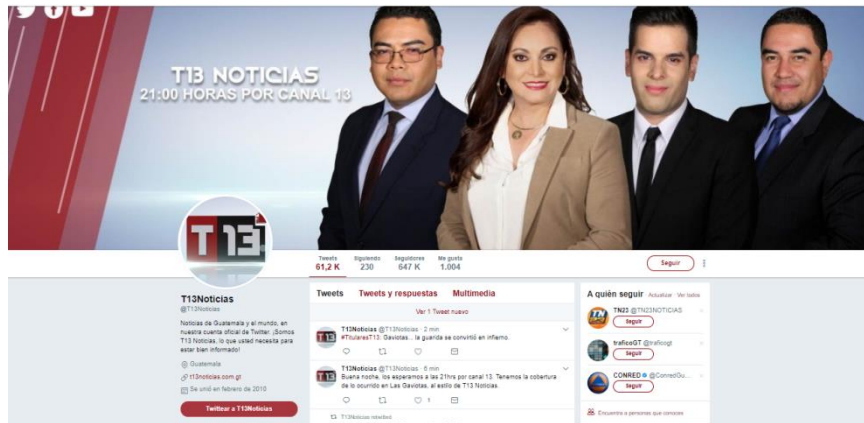 T13 NOTICIAS
21:00 HORAS POR CANAL 13
T 13
Tweets
61,2 K
Siguiendo
230
Seguidores
647 K
Me gusta
1.004
Seguir
T13Noticias
@T13Noticias
Noticias de Guatemala y el mundo, en
nuestra cuenta oficial de Twitter. ¡Somos
T13 Noticias, lo que usted necesita para
estar bien informado!
Guatemala
t13noticias.com.gt
Se unió en febrero de 2010
Twittear a T13Noticias
Tweets Tweets y respuestas Multimedia
Ver 1 Tweet nuevo
T13Noticias @T13Noticias · 2 min
#TitularesT13: Gaviotas... la guarida se convirtió en infierno.
T13Noticias @T13Noticias · 6 min
Buena noche, los esperamos a las 21hrs por canal 13. Tenemos la cobertura
de lo ocurrido en Las Gaviotas, al estilo de T13 Noticias.
T13Noticias retwitteó
A quién seguir Actualizar · Ver todos
TN23 @TN23NOTICIAS
Seguir
traficoGT @traficogt
Seguir
CONRED @ConredGu...
Seguir
Encuentra a personas que conoces